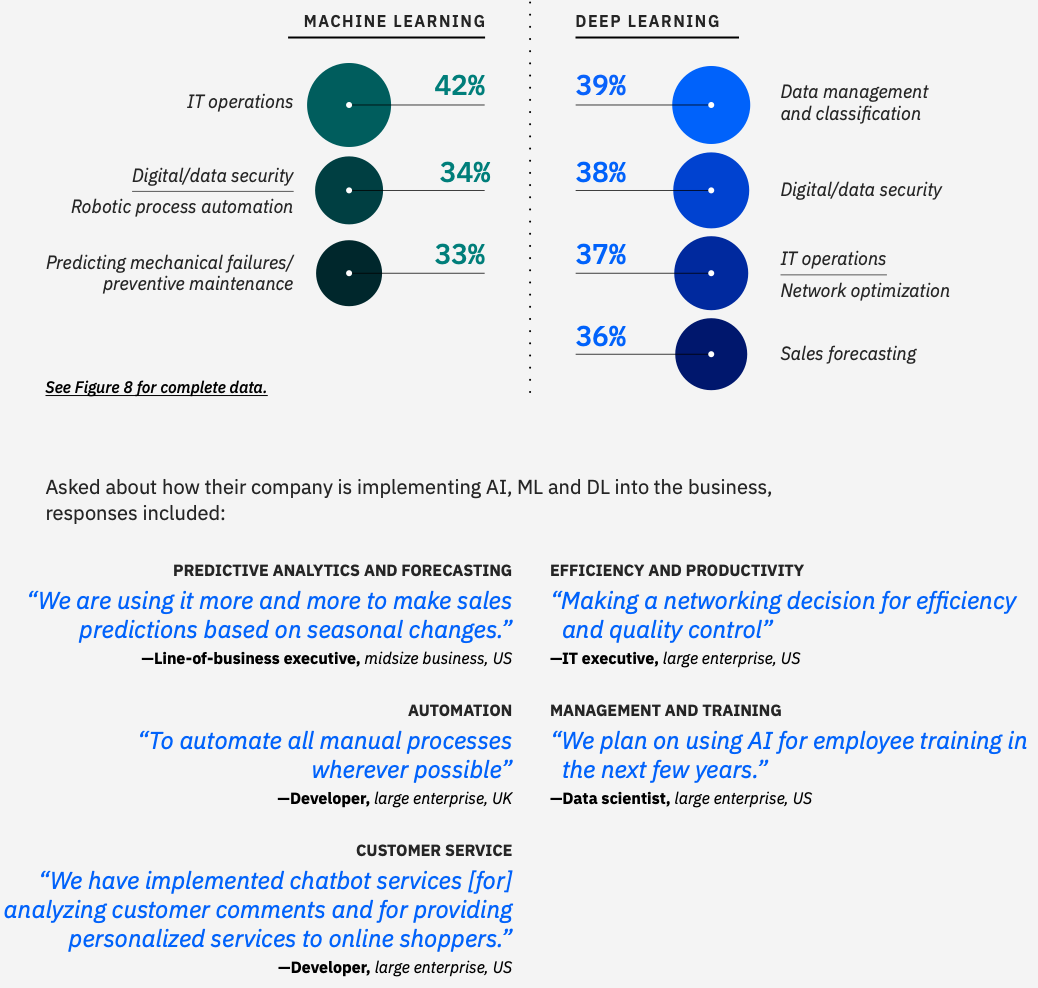 MACHINE LEARNING
IT operations
42%
Digital/data security
Robotic process automation
34%
Predicting mechanical failures/
preventive maintenance
33%
See Figure 8 for complete data.
DEEP LEARNING
39%
Data management
and classification
38%
Digital/data security
37%
IT operations
Network optimization
36%
Sales forecasting
Asked about how their company is implementing AI, ML and DL into the business,
responses included:
PREDICTIVE ANALYTICS AND FORECASTING
“We are using it more and more to make sales
predictions based on seasonal changes.”
—Line-of-business executive, midsize business, US
AUTOMATION
“To automate all manual processes
wherever possible”
—Developer, large enterprise, UK
CUSTOMER SERVICE
“We have implemented chatbot services [for]
analyzing customer comments and for providing
personalized services to online shoppers.”
—Developer, large enterprise, US
EFFICIENCY AND PRODUCTIVITY
“Making a networking decision for efficiency
and quality control”
—IT executive, large enterprise, US
MANAGEMENT AND TRAINING
“We plan on using AI for employee training in
the next few years.”
—Data scientist, large enterprise, US